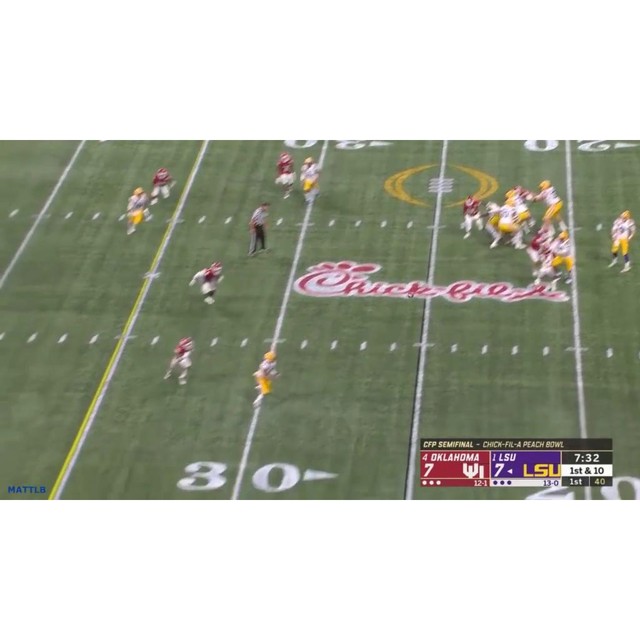 Chick-fil-A
30
CFP SEMIFINAL - CHICK-FIL-A PEACH BOWL
4 OKLAHOMA 1 LSU 7:32
7 OU 7 LSU 1st & 10
12-1 13-0 1st 40
MATTLB